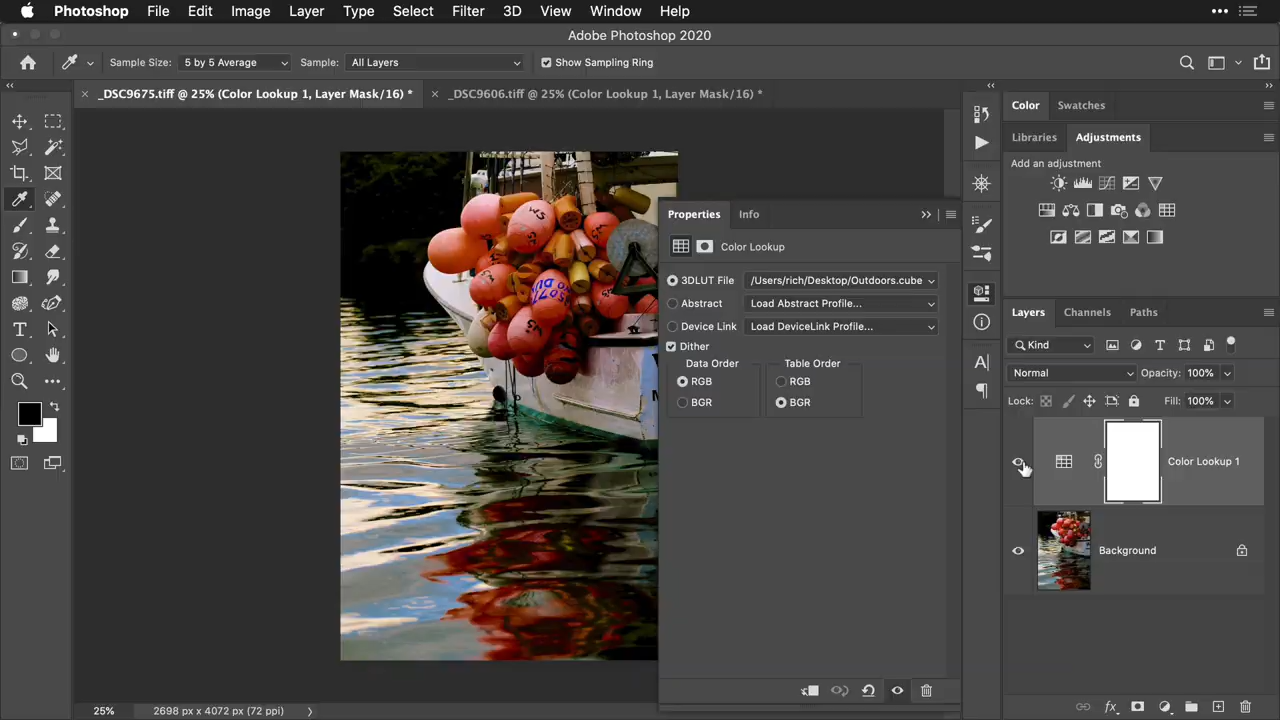 Photoshop File Edit Image Layer Type Select Filter 3D View Window Help
Adobe Photoshop 2020
Sample Size: 5 by 5 Average Sample: All Layers Show Sampling Ring
_DSC9675.tiff @ 25% (Color Lookup 1, Layer Mask/16) * _DSC9606.tiff @ 25% (Color Lookup 1, Layer Mask/16) *
Color Swatches
Libraries Adjustments
Add an adjustment
Properties Info
Color Lookup
3DLUT File /Users/rich/Desktop/Outdoors.cube
Abstract Load Abstract Profile...
Device Link Load DeviceLink Profile...
Dither
Data Order Table Order
RGB RGB
BGR BGR
Layers Channels Paths
Kind
Normal Opacity: 100%
Lock: Fill: 100%
Color Lookup 1
Background
WS
25% 2698 px x 4072 px (72 ppi)